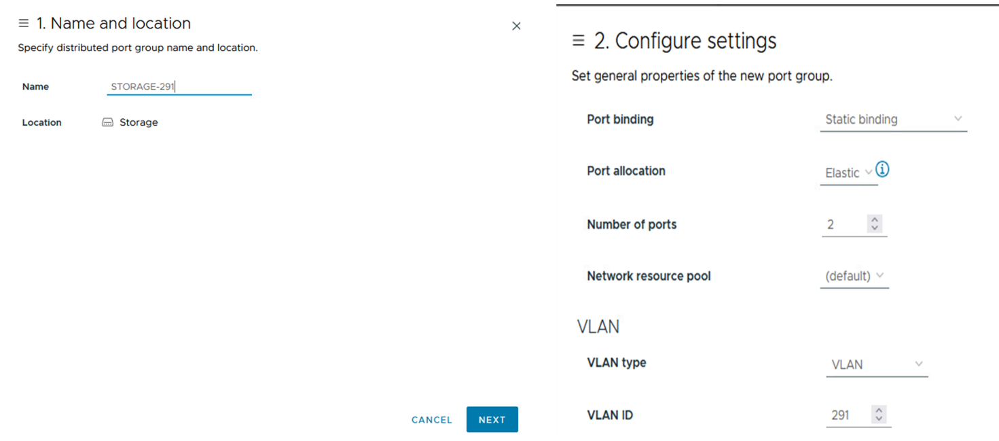 1. Name and location
Specify distributed port group name and location.
Name STORAGE-291
Location Storage
CANCEL NEXT
2. Configure settings
Set general properties of the new port group.
Port binding Static binding
Port allocation Elastic
Number of ports 2
Network resource pool (default)
VLAN
VLAN type VLAN
VLAN ID 291